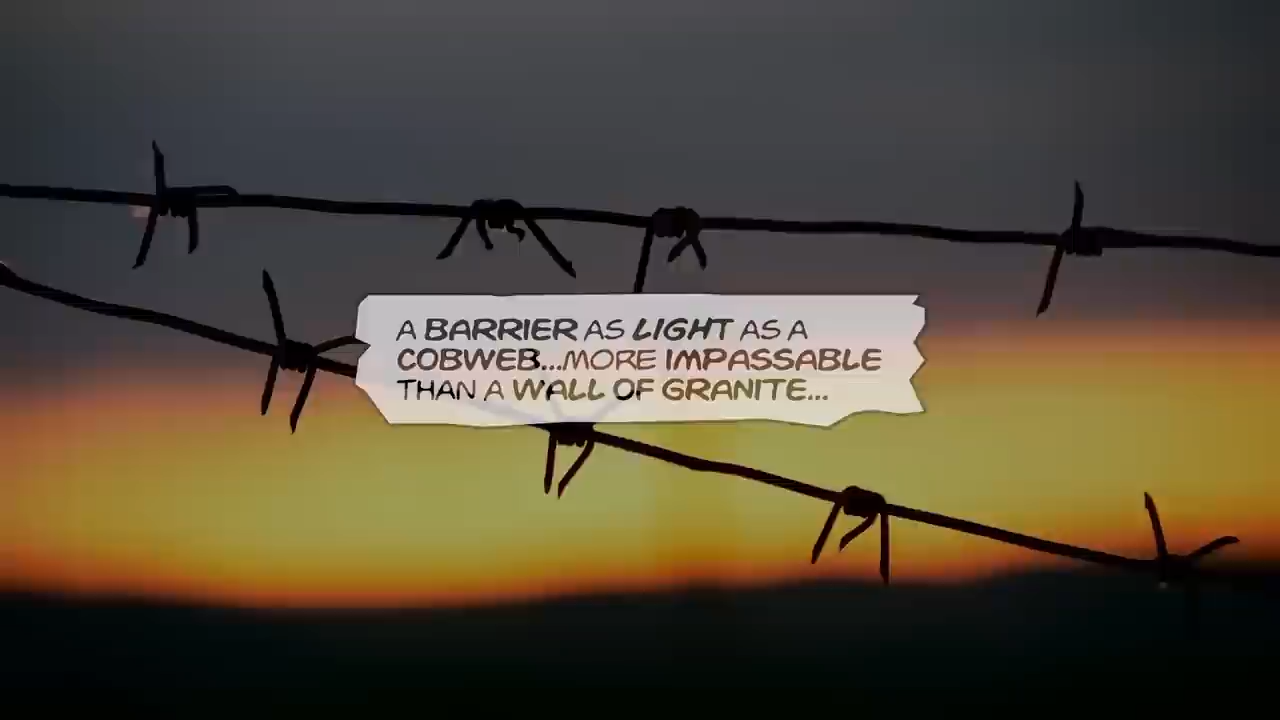 A BARRIER AS LIGHT AS A
COBWEB...MORE IMPASSABLE
THAN A WALL OF GRANITE...